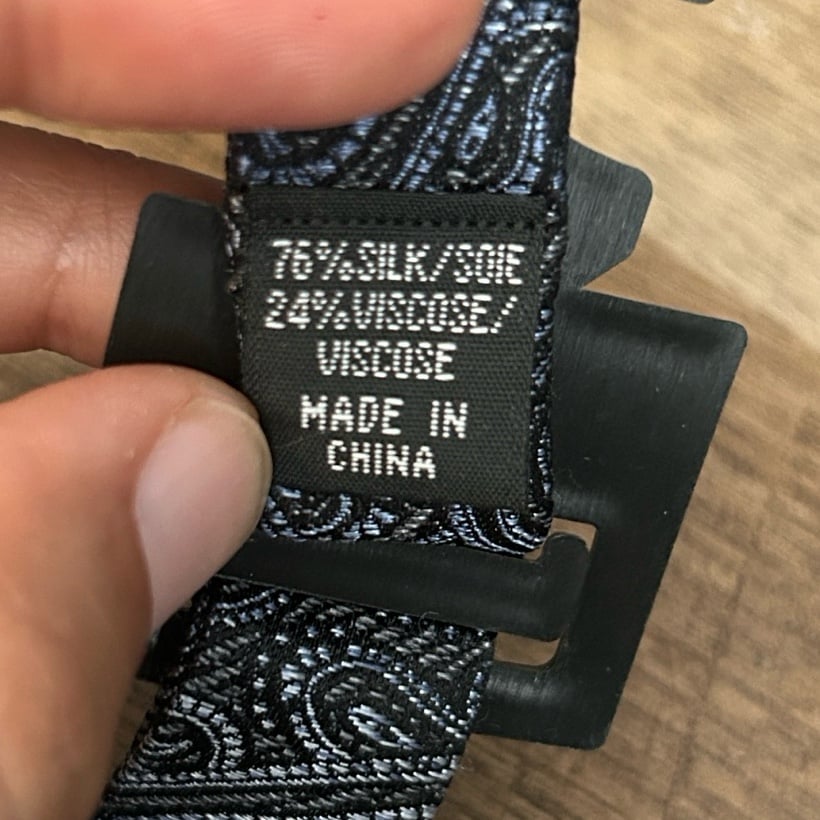 76%SILK/SOIE
24%VISCOSE/
VISCOSE
MADE IN
CHINA